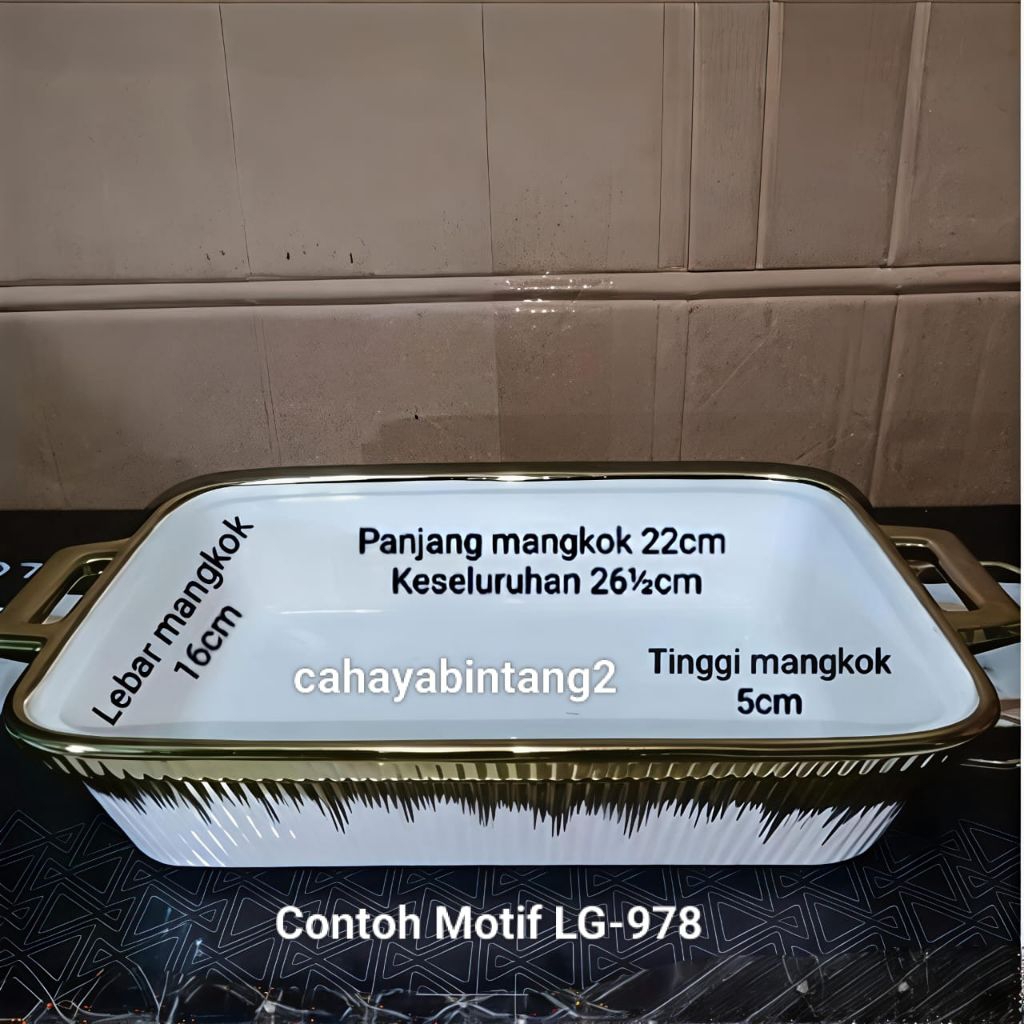 Panjang mangkok 22cm
Keseluruhan 26½cm
Lebar mangkok
16cm
cahayabintang2
Tinggi mangkok
5cm
Contoh Motif LG-978